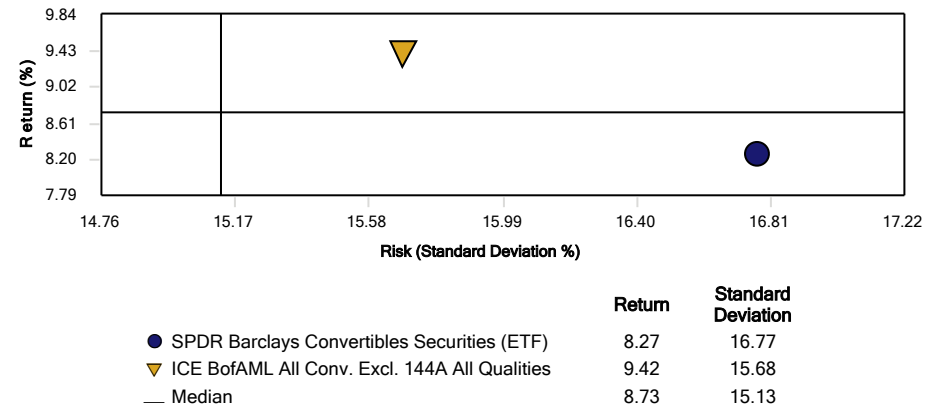 9.84
9.43
9.02
8.61
8.20
7.79
Return (%)
14.76 15.17 15.58 15.99 16.40 16.81 17.22
Risk (Standard Deviation %)
Return Standard Deviation
SPDR Barclays Convertibles Securities (ETF) 8.27 16.77
ICE BofAML All Conv. Excl. 144A All Qualities 9.42 15.68
Median 8.73 15.13